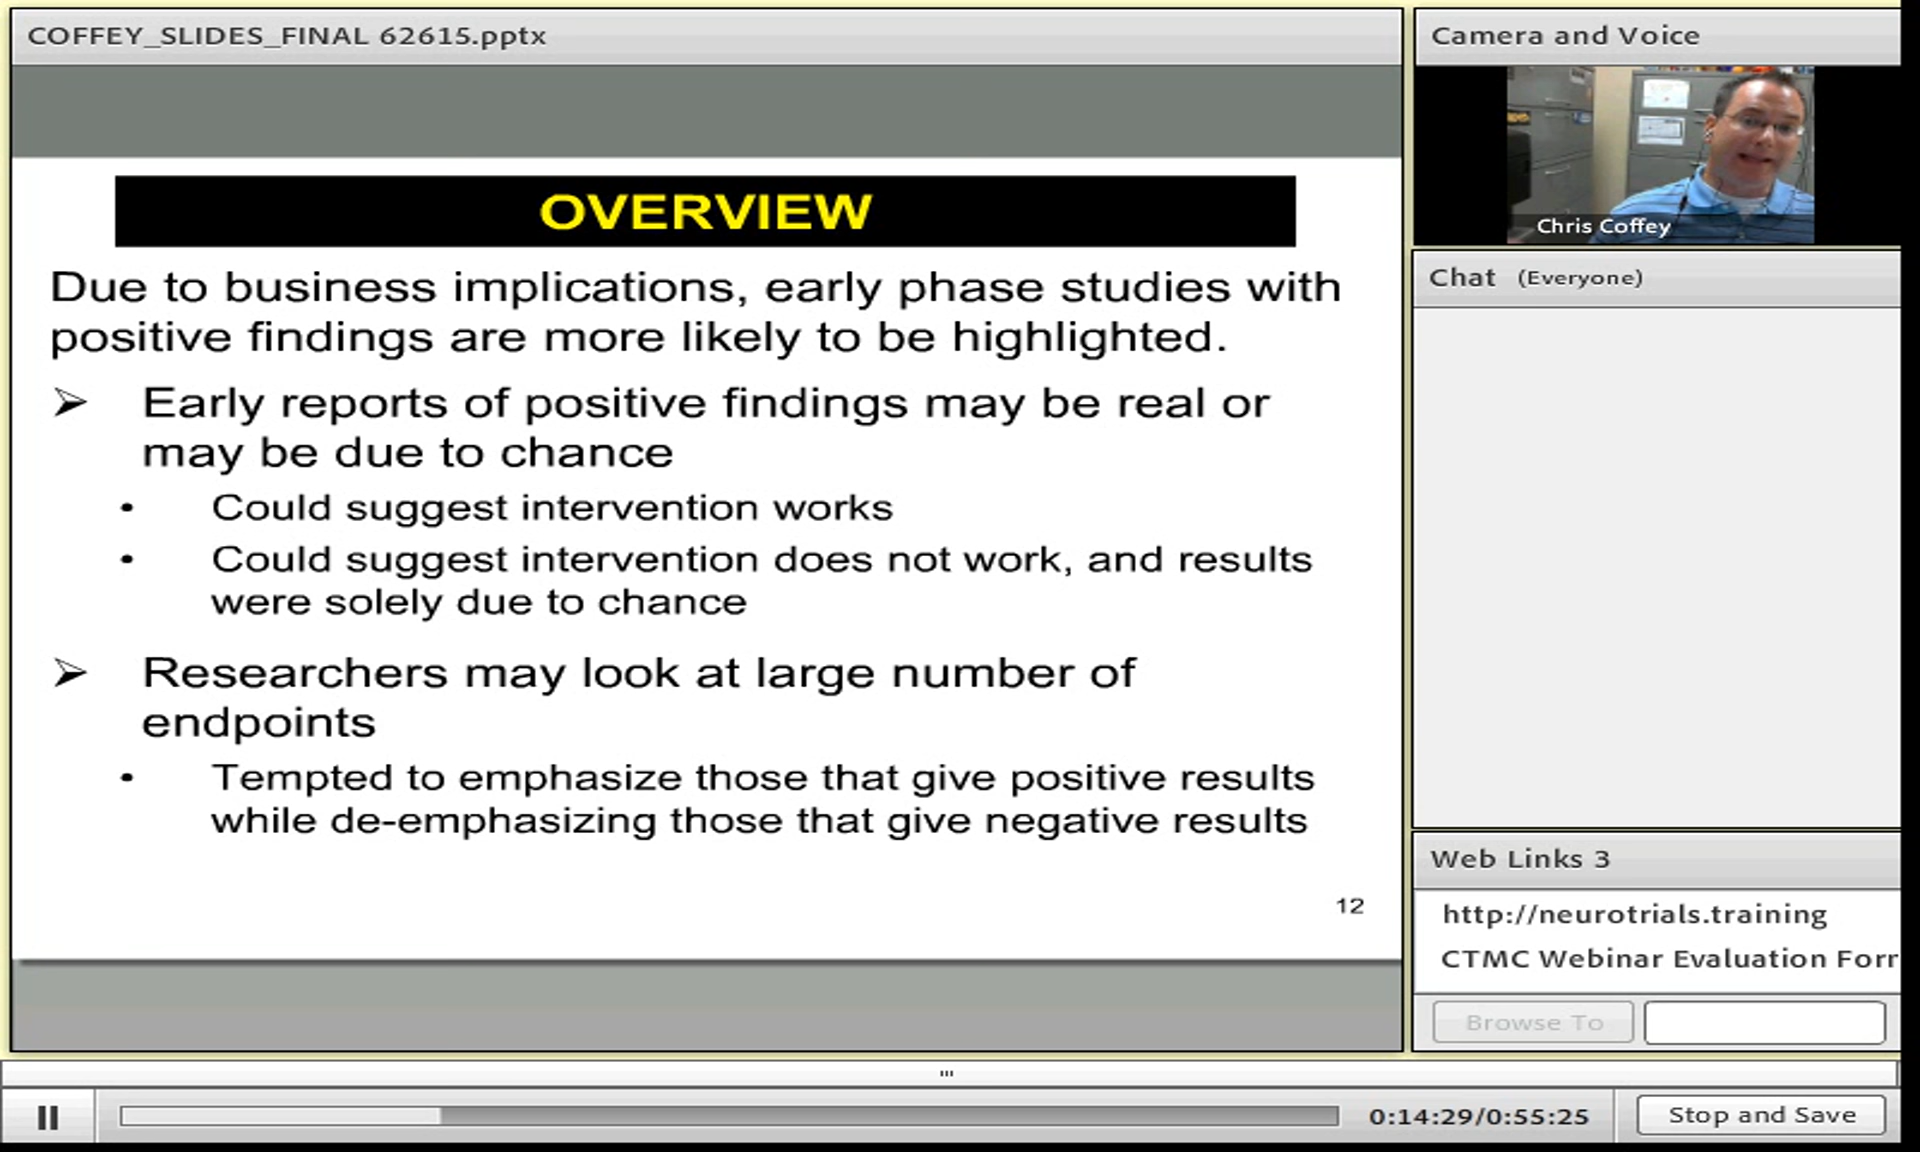 COFFEY_SLIDES_FINAL 62615.pptx
OVERVIEW
Due to business implications, early phase studies with
positive findings are more likely to be highlighted.
Early reports of positive findings may be real or
may be due to chance
Could suggest intervention works
Could suggest intervention does not work, and results
were solely due to chance
Researchers may look at large number of
endpoints
Tempted to emphasize those that give positive results
while de-emphasizing those that give negative results
12
Camera and Voice
Chris Coffey
Chat (Everyone)
Web Links 3
http://neurotrials.training
CTMC Webinar Evaluation Forr
Browse To
0:14:29/0:55:25
Stop and Save